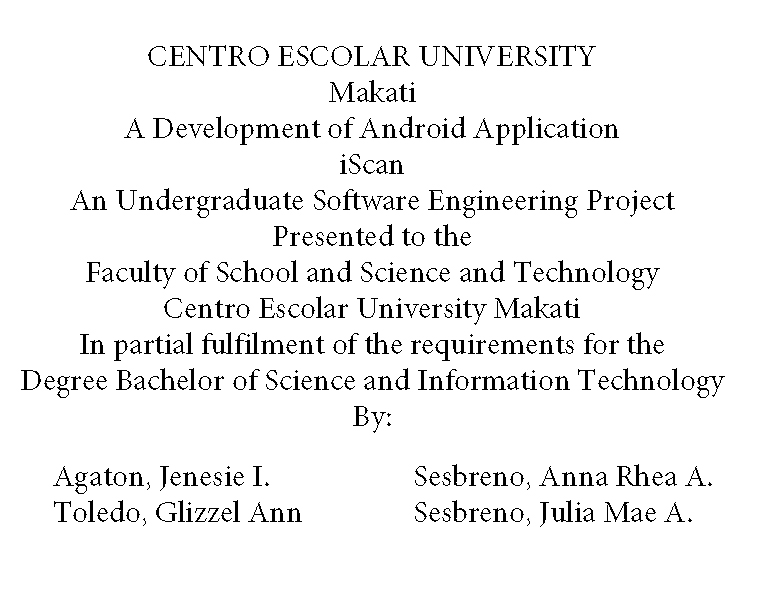 CENTRO ESCOLAR UNIVERSITY
Makati
A Development of Android Application
iScan
An Undergraduate Software Engineering Project
Presented to the
Faculty of School and Science and Technology
Centro Escolar University Makati
In partial fulfilment of the requirements for the
Degree Bachelor of Science and Information Technology
By:
Agaton, Jenesie I. Sesbreno, Anna Rhea A.
Toledo, Glizzel Ann Sesbreno, Julia Mae A.